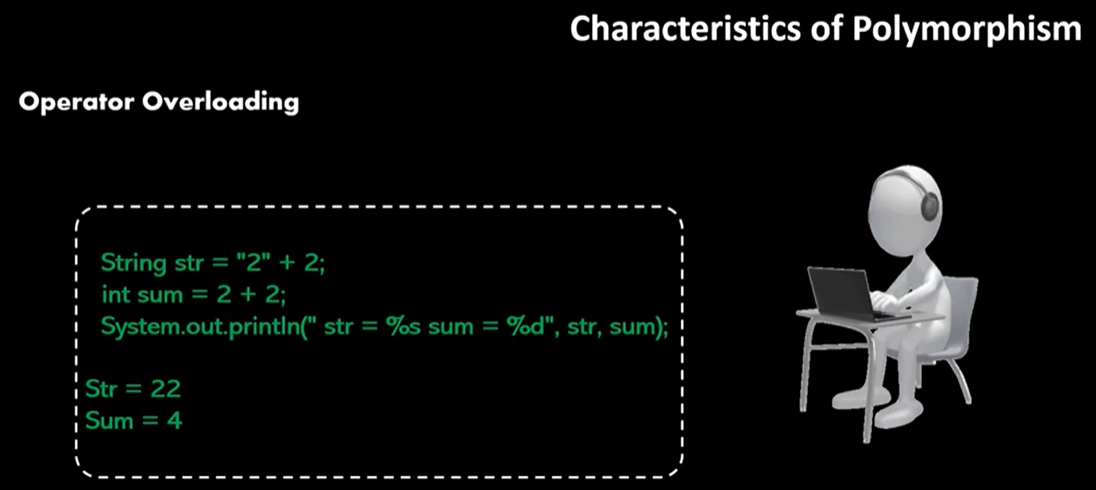 Characteristics of Polymorphism
Operator Overloading
String str = "2" + 2;
int sum = 2 + 2;
System.out.println(" str = %s sum = %d", str, sum);
Str = 22
Sum = 4